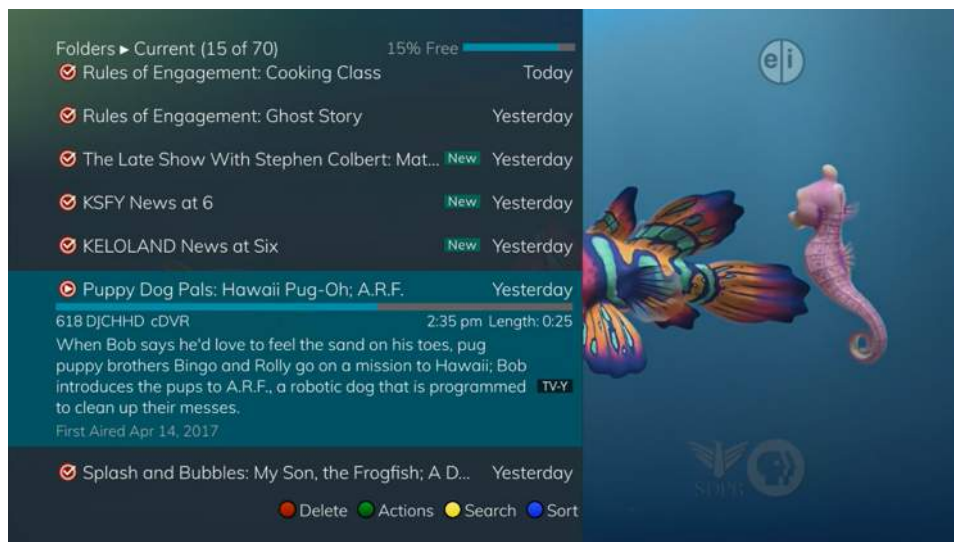 Folders ▸ Current (15 of 70) 15% Free
Rules of Engagement: Cooking Class Today
Rules of Engagement: Ghost Story Yesterday
The Late Show With Stephen Colbert: Mat... New Yesterday
KSFY News at 6 New Yesterday
KELOLAND News at Six New Yesterday
Puppy Dog Pals: Hawaii Pug-Oh; A.R.F. Yesterday
618 DJCHHD cDVR 2:35 pm Length: 0:25
When Bob says he'd love to feel the sand on his toes, pug
puppy brothers Bingo and Rolly go on a mission to Hawaii; Bob
introduces the pups to A.R.F., a robotic dog that is programmed TV-Y
to clean up their messes.
First Aired Apr 14, 2017
Splash and Bubbles: My Son, the Frogfish; A D... Yesterday
Delete Actions Search Sort
e i
SDPB